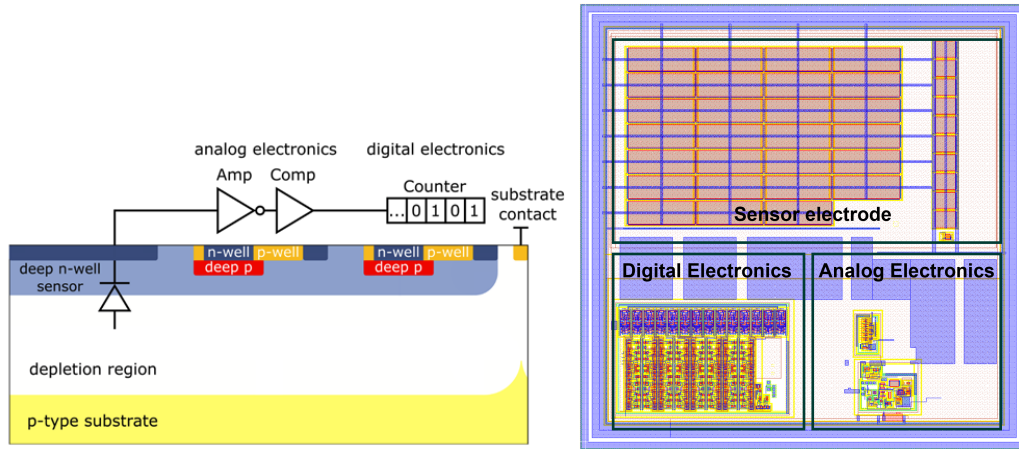 analog electronics
digital electronics
Amp
Comp
Counter
...0101
substrate
contact
n-well
p-well
n-well
p-well
deep n-well
sensor
deep p
deep p
depletion region
p-type substrate
Sensor electrode
Digital Electronics
Analog Electronics